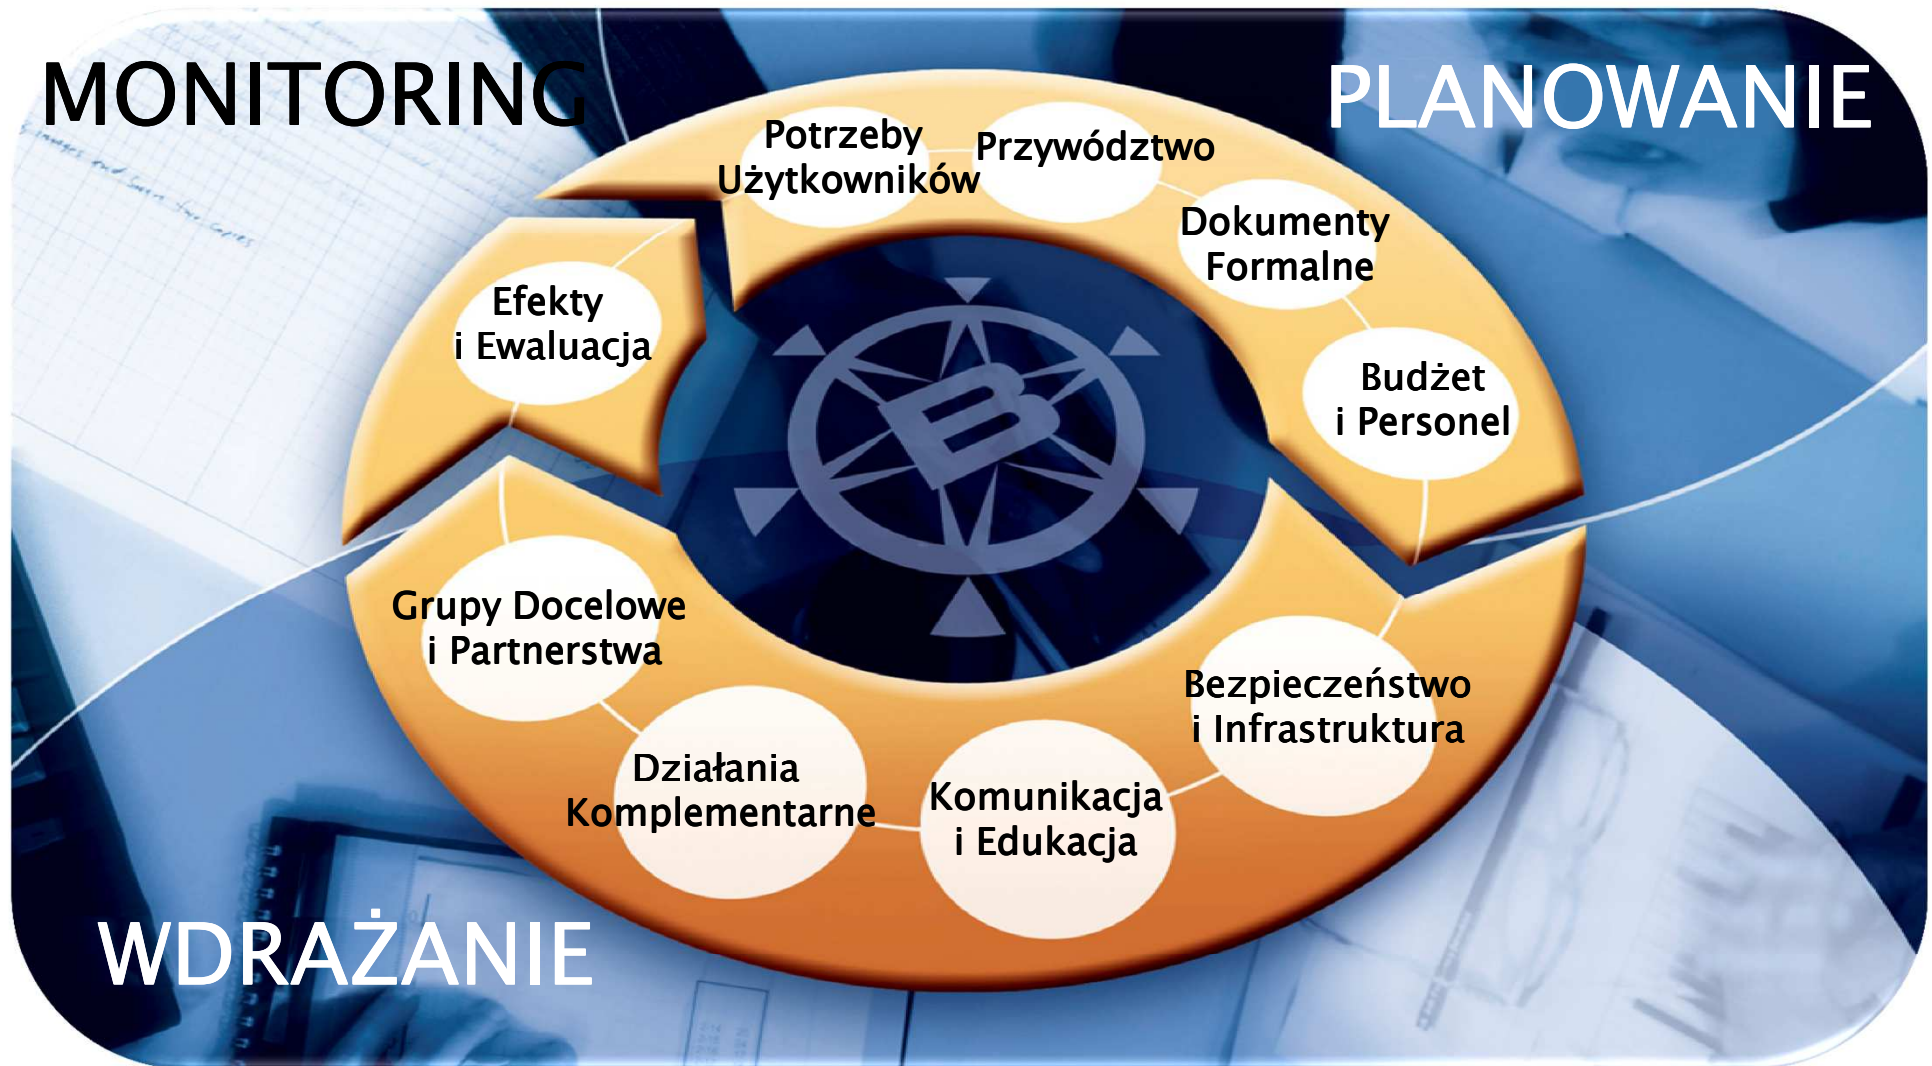 MONITORING
PLANOWANIE
Potrzeby
Użytkowników
Przywództwo
Dokumenty
Formalne
Budżet
i Personel
Efekty
i Ewaluacja
B
Grupy Docelowe
i Partnerstwa
Bezpieczeństwo
i Infrastruktura
Działania
Komplementarne
Komunikacja
i Edukacja
WDRAŻANIE